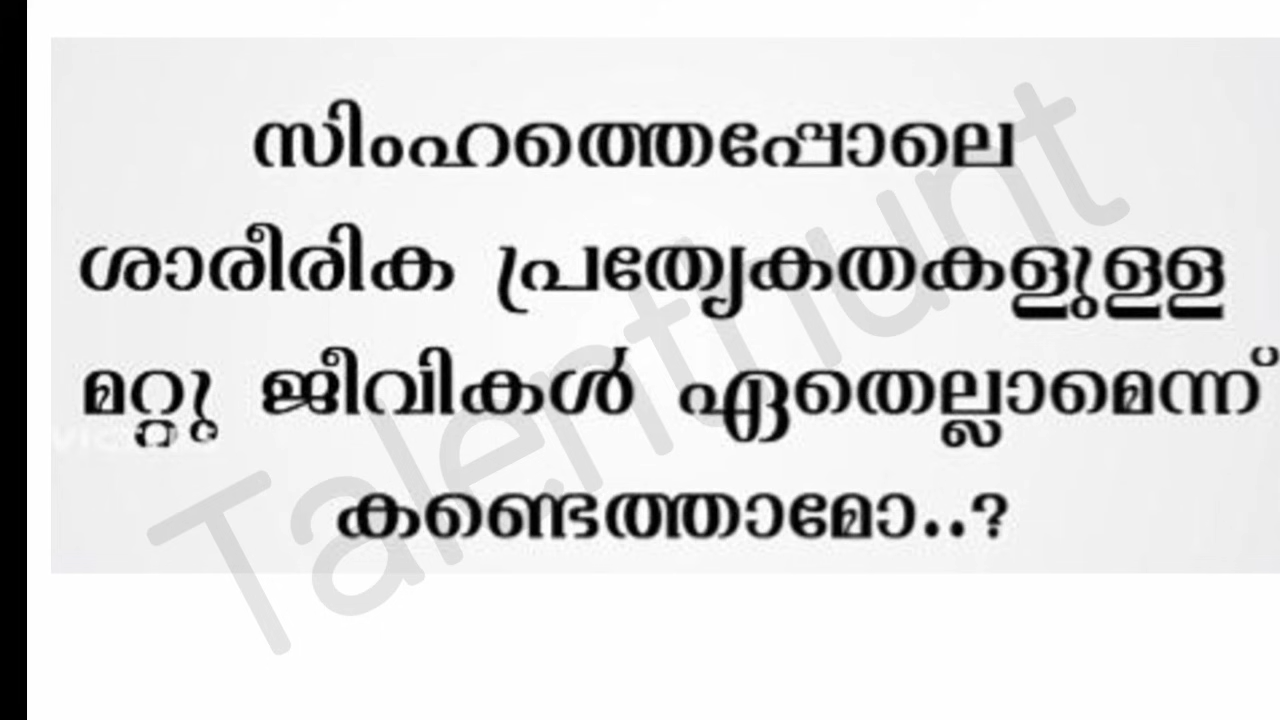 സിംഹത്തെപ്പോലെ
ശാരീരിക പ്രത്യേകതകളുള്ള
മറ്റു ജീവികൾ ഏതെല്ലാമെന്ന്
കണ്ടെത്താമോ..?
Talenthunt